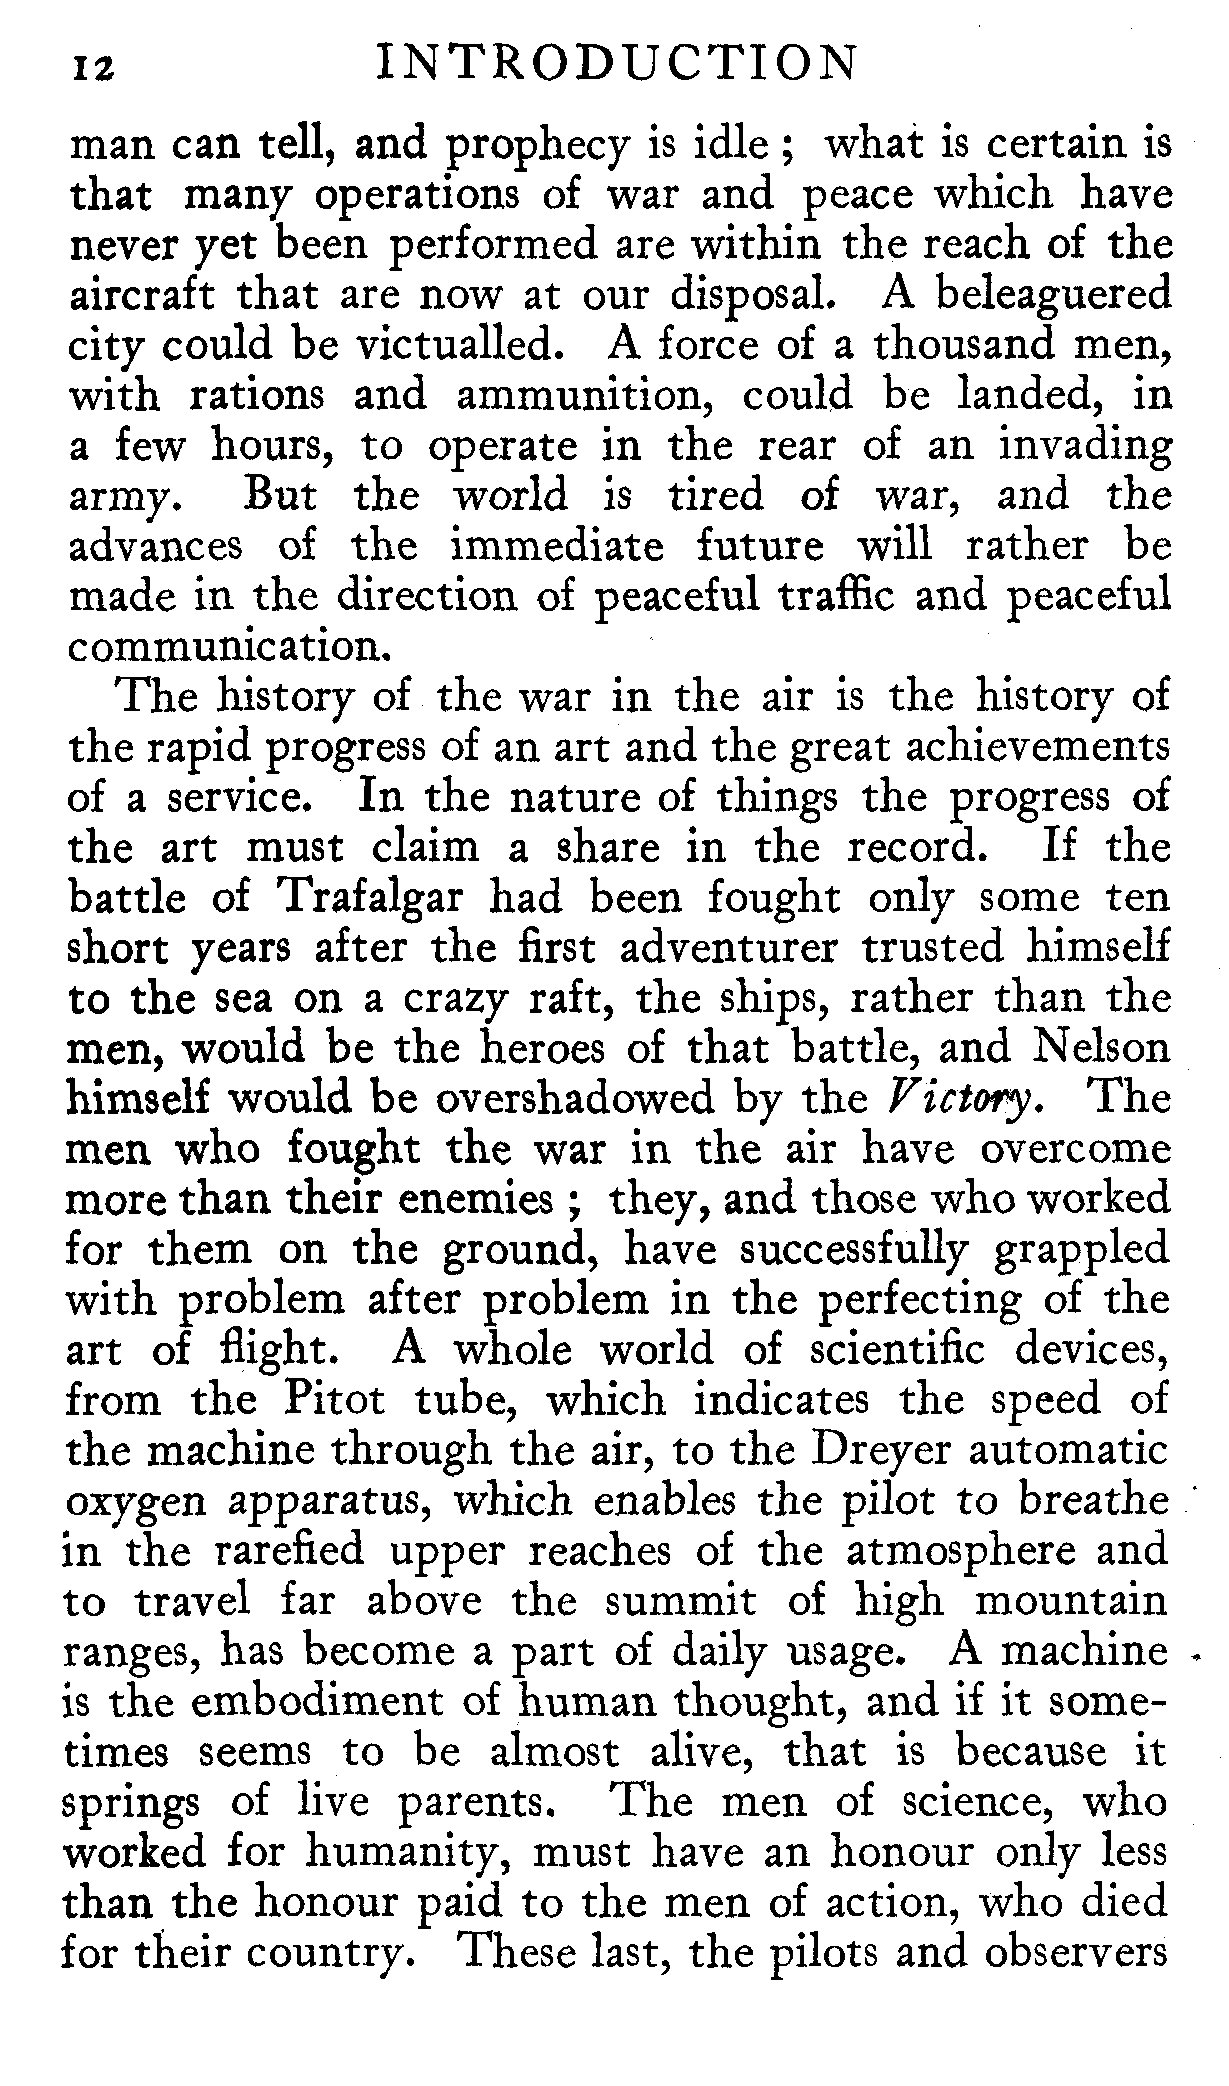 12 INTRODUCTION
man can tell, and prophecy is idle ; what is certain is
that many operations of war and peace which have
never yet been performed are within the reach of the
aircraft that are now at our disposal. A beleaguered
city could be victualled. A force of a thousand men,
with rations and ammunition, could be landed, in
a few hours, to operate in the rear of an invading
army. But the world is tired of war, and the
advances of the immediate future will rather be
made in the direction of peaceful traffic and peaceful
communication.
The history of the war in the air is the history of
the rapid progress of an art and the great achievements
of a service. In the nature of things the progress of
the art must claim a share in the record. If the
battle of Trafalgar had been fought only some ten
short years after the first adventurer trusted himself
to the sea on a crazy raft, the ships, rather than the
men, would be the heroes of that battle, and Nelson
himself would be overshadowed by the Victory. The
men who fought the war in the air have overcome
more than their enemies ; they, and those who worked
for them on the ground, have successfully grappled
with problem after problem in the perfecting of the
art of flight. A whole world of scientific devices,
from the Pitot tube, which indicates the speed of
the machine through the air, to the Dreyer automatic
oxygen apparatus, which enables the pilot to breathe
in the rarefied upper reaches of the atmosphere and
to travel far above the summit of high mountain
ranges, has become a part of daily usage. A machine
is the embodiment of human thought, and if it some-
times seems to be almost alive, that is because it
springs of live parents. The men of science, who
worked for humanity, must have an honour only less
than the honour paid to the men of action, who died
for their country. These last, the pilots and observers